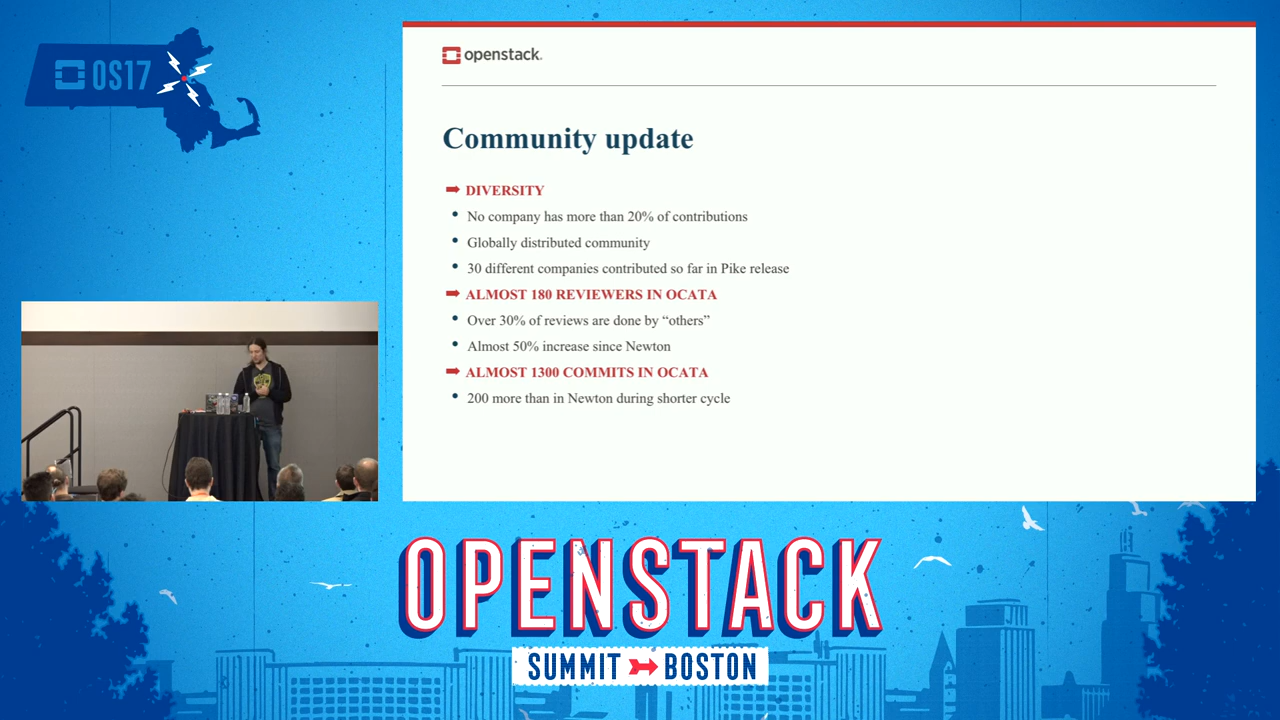 OS17
openstack.
Community update
DIVERSITY
No company has more than 20% of contributions
Globally distributed community
30 different companies contributed so far in Pike release
ALMOST 180 REVIEWERS IN OCATA
Over 30% of reviews are done by “others”
Almost 50% increase since Newton
ALMOST 1300 COMMITS IN OCATA
200 more than in Newton during shorter cycle
OPENSTACK
SUMMIT BOSTON